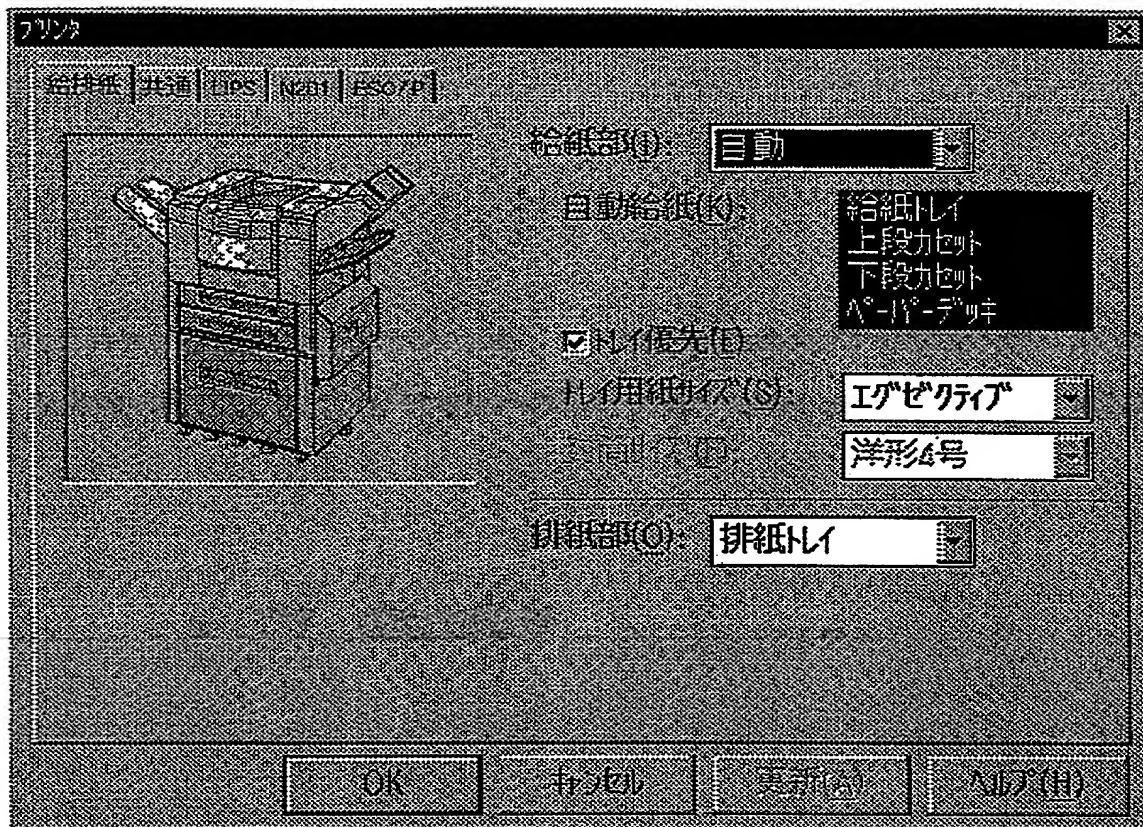 プリンタ
給排紙 共通 LIPS N201 ESC/P
給紙部(I): 自動
自動給紙(K): 給紙トレイ
上段カセット
下段カセット
ペーパーデッキ
トレイ優先(E)
トレイ用紙サイズ(S): エグゼクティブ
洋形4号
排紙部(O): 排紙トレイ
OK キャンセル 更新(A) ヘルプ(H)